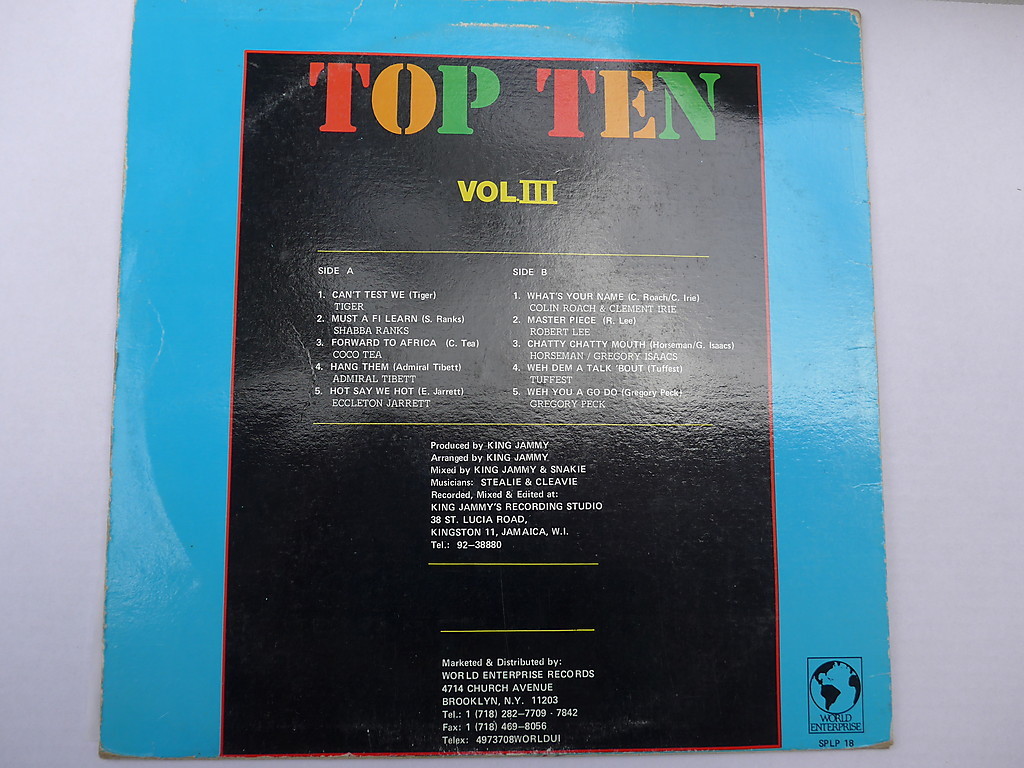 TOP TEN
VOL.III
SIDE A
1. CAN'T TEST WE (Tiger)
TIGER
2. MUST A FI LEARN (S. Ranks)
SHABBA RANKS
3. FORWARD TO AFRICA (C. Tea)
COCO TEA
4. HANG THEM (Admiral Tibett)
ADMIRAL TIBETT
5. HOT SAY WE HOT (E. Jarrett)
ECCLETON JARRETT
SIDE B
1. WHAT'S YOUR NAME (C. Roach/C. Irie)
COLIN ROACH & CLEMENT IRIE
2. MASTER PIECE (R. Lee)
ROBERT LEE
3. CHATTY CHATTY MOUTH (Horseman/G. Isaacs)
HORSEMAN / GREGORY ISAACS
4. WEH DEM A TALK 'BOUT (Tuffest)
TUFFEST
5. WEH YOU A GO DO (Gregory Peck)
GREGORY PECK
Produced by KING JAMMY
Arranged by KING JAMMY
Mixed by KING JAMMY & SNAKIE
Musicians: STEALIE & CLEAVIE
Recorded, Mixed & Edited at:
KING JAMMY'S RECORDING STUDIO
38 ST. LUCIA ROAD,
KINGSTON 11, JAMAICA, W.I.
Tel.: 92-38880
Marketed & Distributed by:
WORLD ENTERPRISE RECORDS
4714 CHURCH AVENUE
BROOKLYN, N.Y. 11203
Tel.: 1 (718) 282-7709 - 7842
Fax: 1 (718) 469-8056
Telex: 4973708WORLDUI
WORLD
ENTERPRISE
SPLP 18